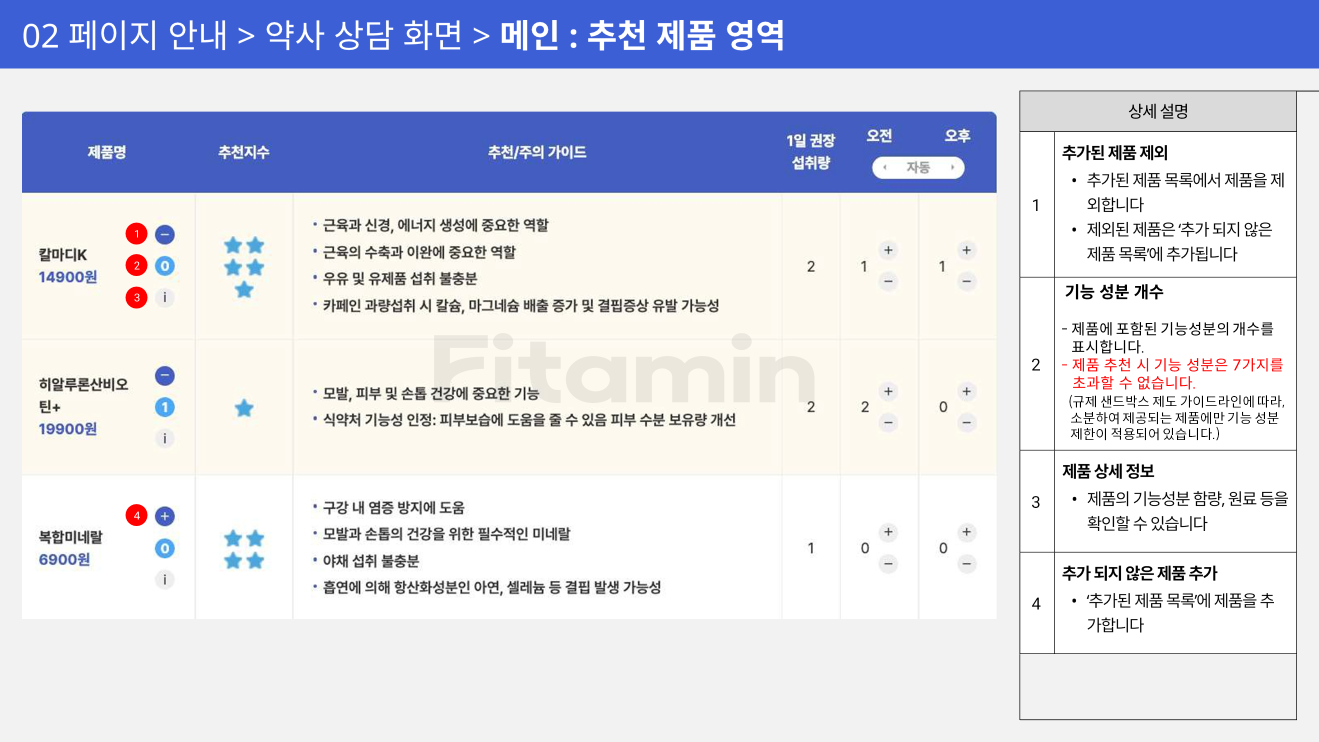 02 페이지 안내 > 약사 상담 화면 > 메인 : 추천 제품 영역
제품명
추천지수
추천/주의 가이드
1일 권장
섭취량
오전
오후
‹ 자동 ›
칼마디K
14900원
1
−
2
0
3
i
• 근육과 신경, 에너지 생성에 중요한 역할
• 근육의 수축과 이완에 중요한 역할
• 우유 및 유제품 섭취 불충분
• 카페인 과량섭취 시 칼슘, 마그네슘 배출 증가 및 결핍증상 유발 가능성
2
1
+
−
1
+
−
Fitamin
히알루론산비오
틴+
19900원
−
1
i
• 모발, 피부 및 손톱 건강에 중요한 기능
• 식약처 기능성 인정: 피부보습에 도움을 줄 수 있음 피부 수분 보유량 개선
2
2
+
−
0
+
−
복합미네랄
6900원
4
+
0
i
• 구강 내 염증 방지에 도움
• 모발과 손톱의 건강을 위한 필수적인 미네랄
• 야채 섭취 불충분
• 흡연에 의해 항산화성분인 아연, 셀레늄 등 결핍 발생 가능성
1
0
+
−
0
+
−
상세 설명
1
추가된 제품 제외
• 추가된 제품 목록에서 제품을 제
외합니다
• 제외된 제품은 ‘추가 되지 않은
제품 목록’에 추가됩니다
2
기능 성분 개수
- 제품에 포함된 기능성분의 개수를
표시합니다.
- 제품 추천 시 기능 성분은 7가지를
초과할 수 없습니다.
(규제 샌드박스 제도 가이드라인에 따라,
소분하여 제공되는 제품에만 기능 성분
제한이 적용되어 있습니다.)
3
제품 상세 정보
• 제품의 기능성분 함량, 원료 등을
확인할 수 있습니다
4
추가 되지 않은 제품 추가
• ‘추가된 제품 목록’에 제품을 추
가합니다